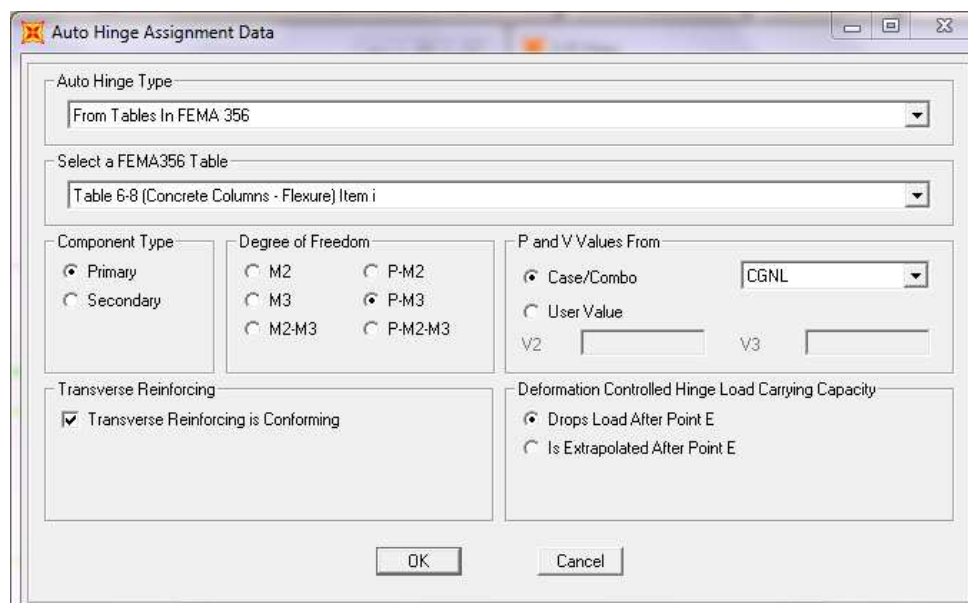 Auto Hinge Assignment Data
Auto Hinge Type
From Tables In FEMA 356
Select a FEMA356 Table
Table 6-8 (Concrete Columns - Flexure) Item i
Component Type
Primary
Secondary
Degree of Freedom
M2
P-M2
M3
P-M3
M2-M3
P-M2-M3
P and V Values From
Case/Combo
CGNL
User Value
V2
V3
Transverse Reinforcing
Transverse Reinforcing is Conforming
Deformation Controlled Hinge Load Carrying Capacity
Drops Load After Point E
Is Extrapolated After Point E
OK
Cancel